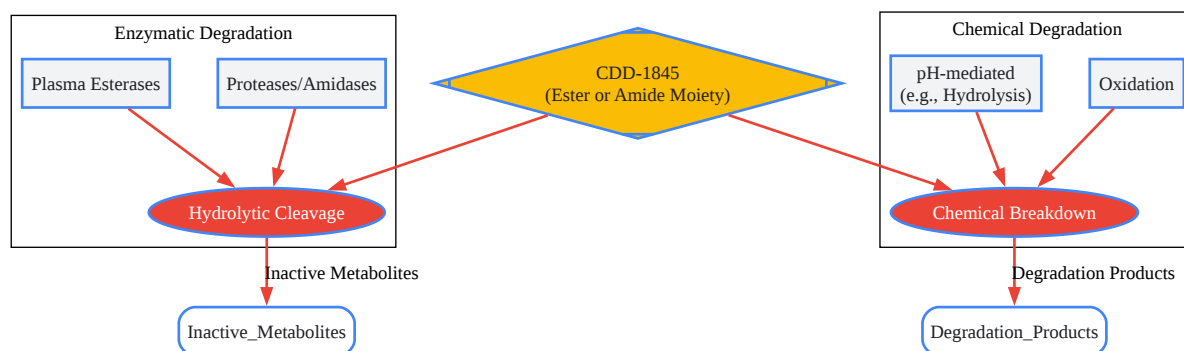 Enzymatic Degradation
Plasma Esterases
Proteases/Amidases
Hydrolytic Cleavage
Inactive Metabolites
Inactive_Metabolites
CDD-1845
(Ester or Amide Moiety)
Chemical Degradation
pH-mediated
(e.g., Hydrolysis)
Oxidation
Chemical Breakdown
Degradation Products
Degradation_Products